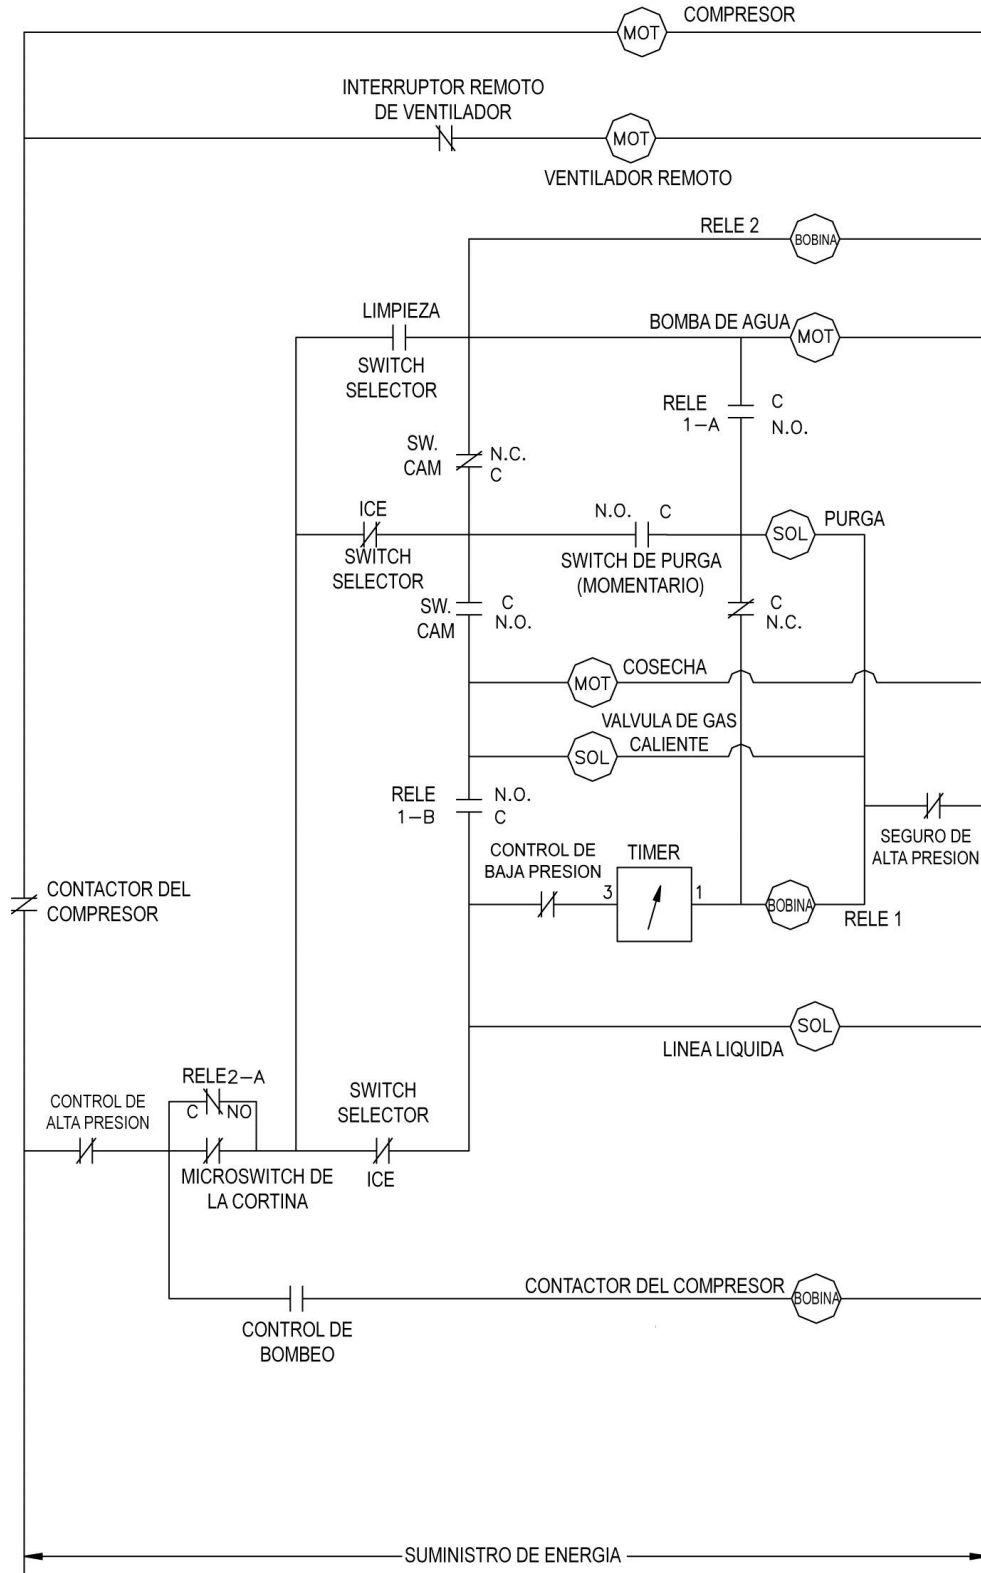 COMPRESOR
MOT
INTERRUPTOR REMOTO
DE VENTILADOR
MOT
VENTILADOR REMOTO
RELE 2
BOBINA
LIMPIEZA
SWITCH
SELECTOR
BOMBA DE AGUA
MOT
RELE
1-A
C
N.O.
SW.
CAM
N.C.
C
ICE
SWITCH
SELECTOR
N.O. C
SWITCH DE PURGA
(MOMENTARIO)
SOL
PURGA
SW.
CAM
C
N.O.
C
N.C.
MOT
COSECHA
VALVULA DE GAS
CALIENTE
SOL
RELE
1-B
N.O.
C
SEGURO DE
ALTA PRESION
CONTROL DE
BAJA PRESION
TIMER
3
1
BOBINA
RELE 1
CONTACTOR DEL
COMPRESOR
SOL
LINEA LIQUIDA
RELE2-A
C NO
CONTROL DE
ALTA PRESION
MICROSWITCH DE
LA CORTINA
SWITCH
SELECTOR
ICE
CONTACTOR DEL COMPRESOR
BOBINA
CONTROL DE
BOMBEO
SUMINISTRO DE ENERGIA